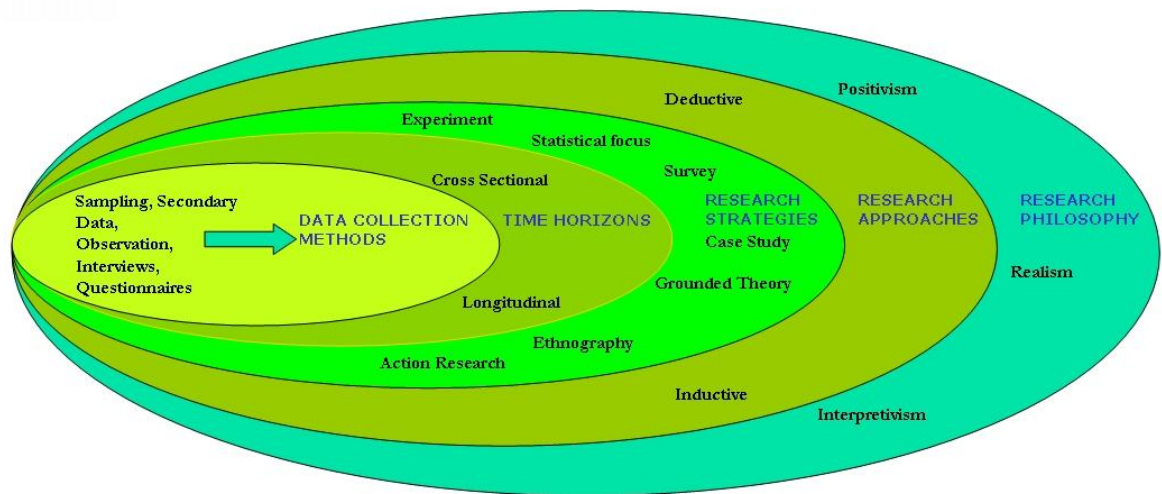 Positivism
Deductive
Experiment
Statistical focus
Survey
Cross Sectional
Sampling, Secondary
Data,
Observation,
Interviews,
Questionnaires
DATA COLLECTION
METHODS
TIME HORIZONS
RESEARCH
STRATEGIES
RESEARCH
APPROACHES
RESEARCH
PHILOSOPHY
Case Study
Realism
Grounded Theory
Longitudinal
Ethnography
Action Research
Inductive
Interpretivism